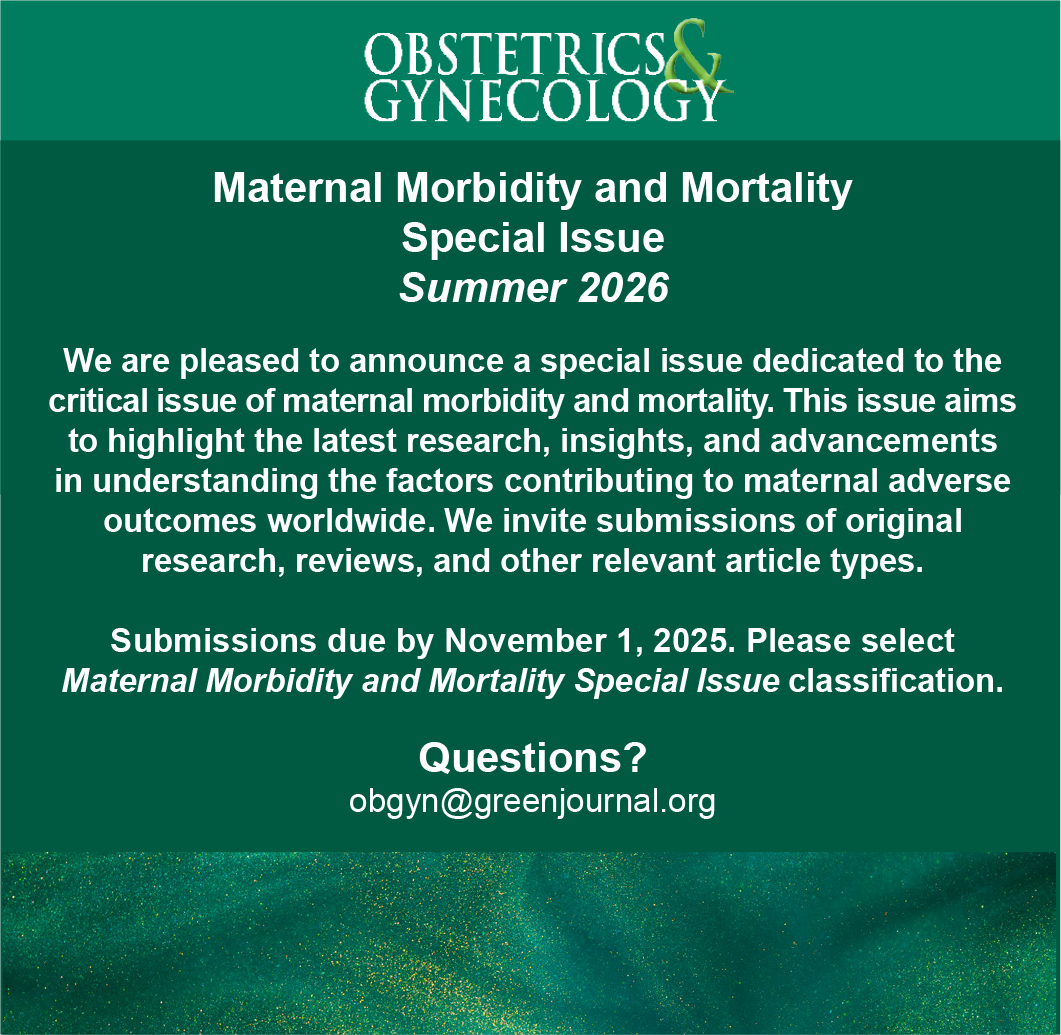 OBSTETRICS&
GYNECOLOGY
Maternal Morbidity and Mortality
Special Issue
Summer 2026
We are pleased to announce a special issue dedicated to the
critical issue of maternal morbidity and mortality. This issue aims
to highlight the latest research, insights, and advancements
in understanding the factors contributing to maternal adverse
outcomes worldwide. We invite submissions of original
research, reviews, and other relevant article types.
Submissions due by November 1, 2025. Please select
Maternal Morbidity and Mortality Special Issue classification.
Questions?
obgyn@greenjournal.org